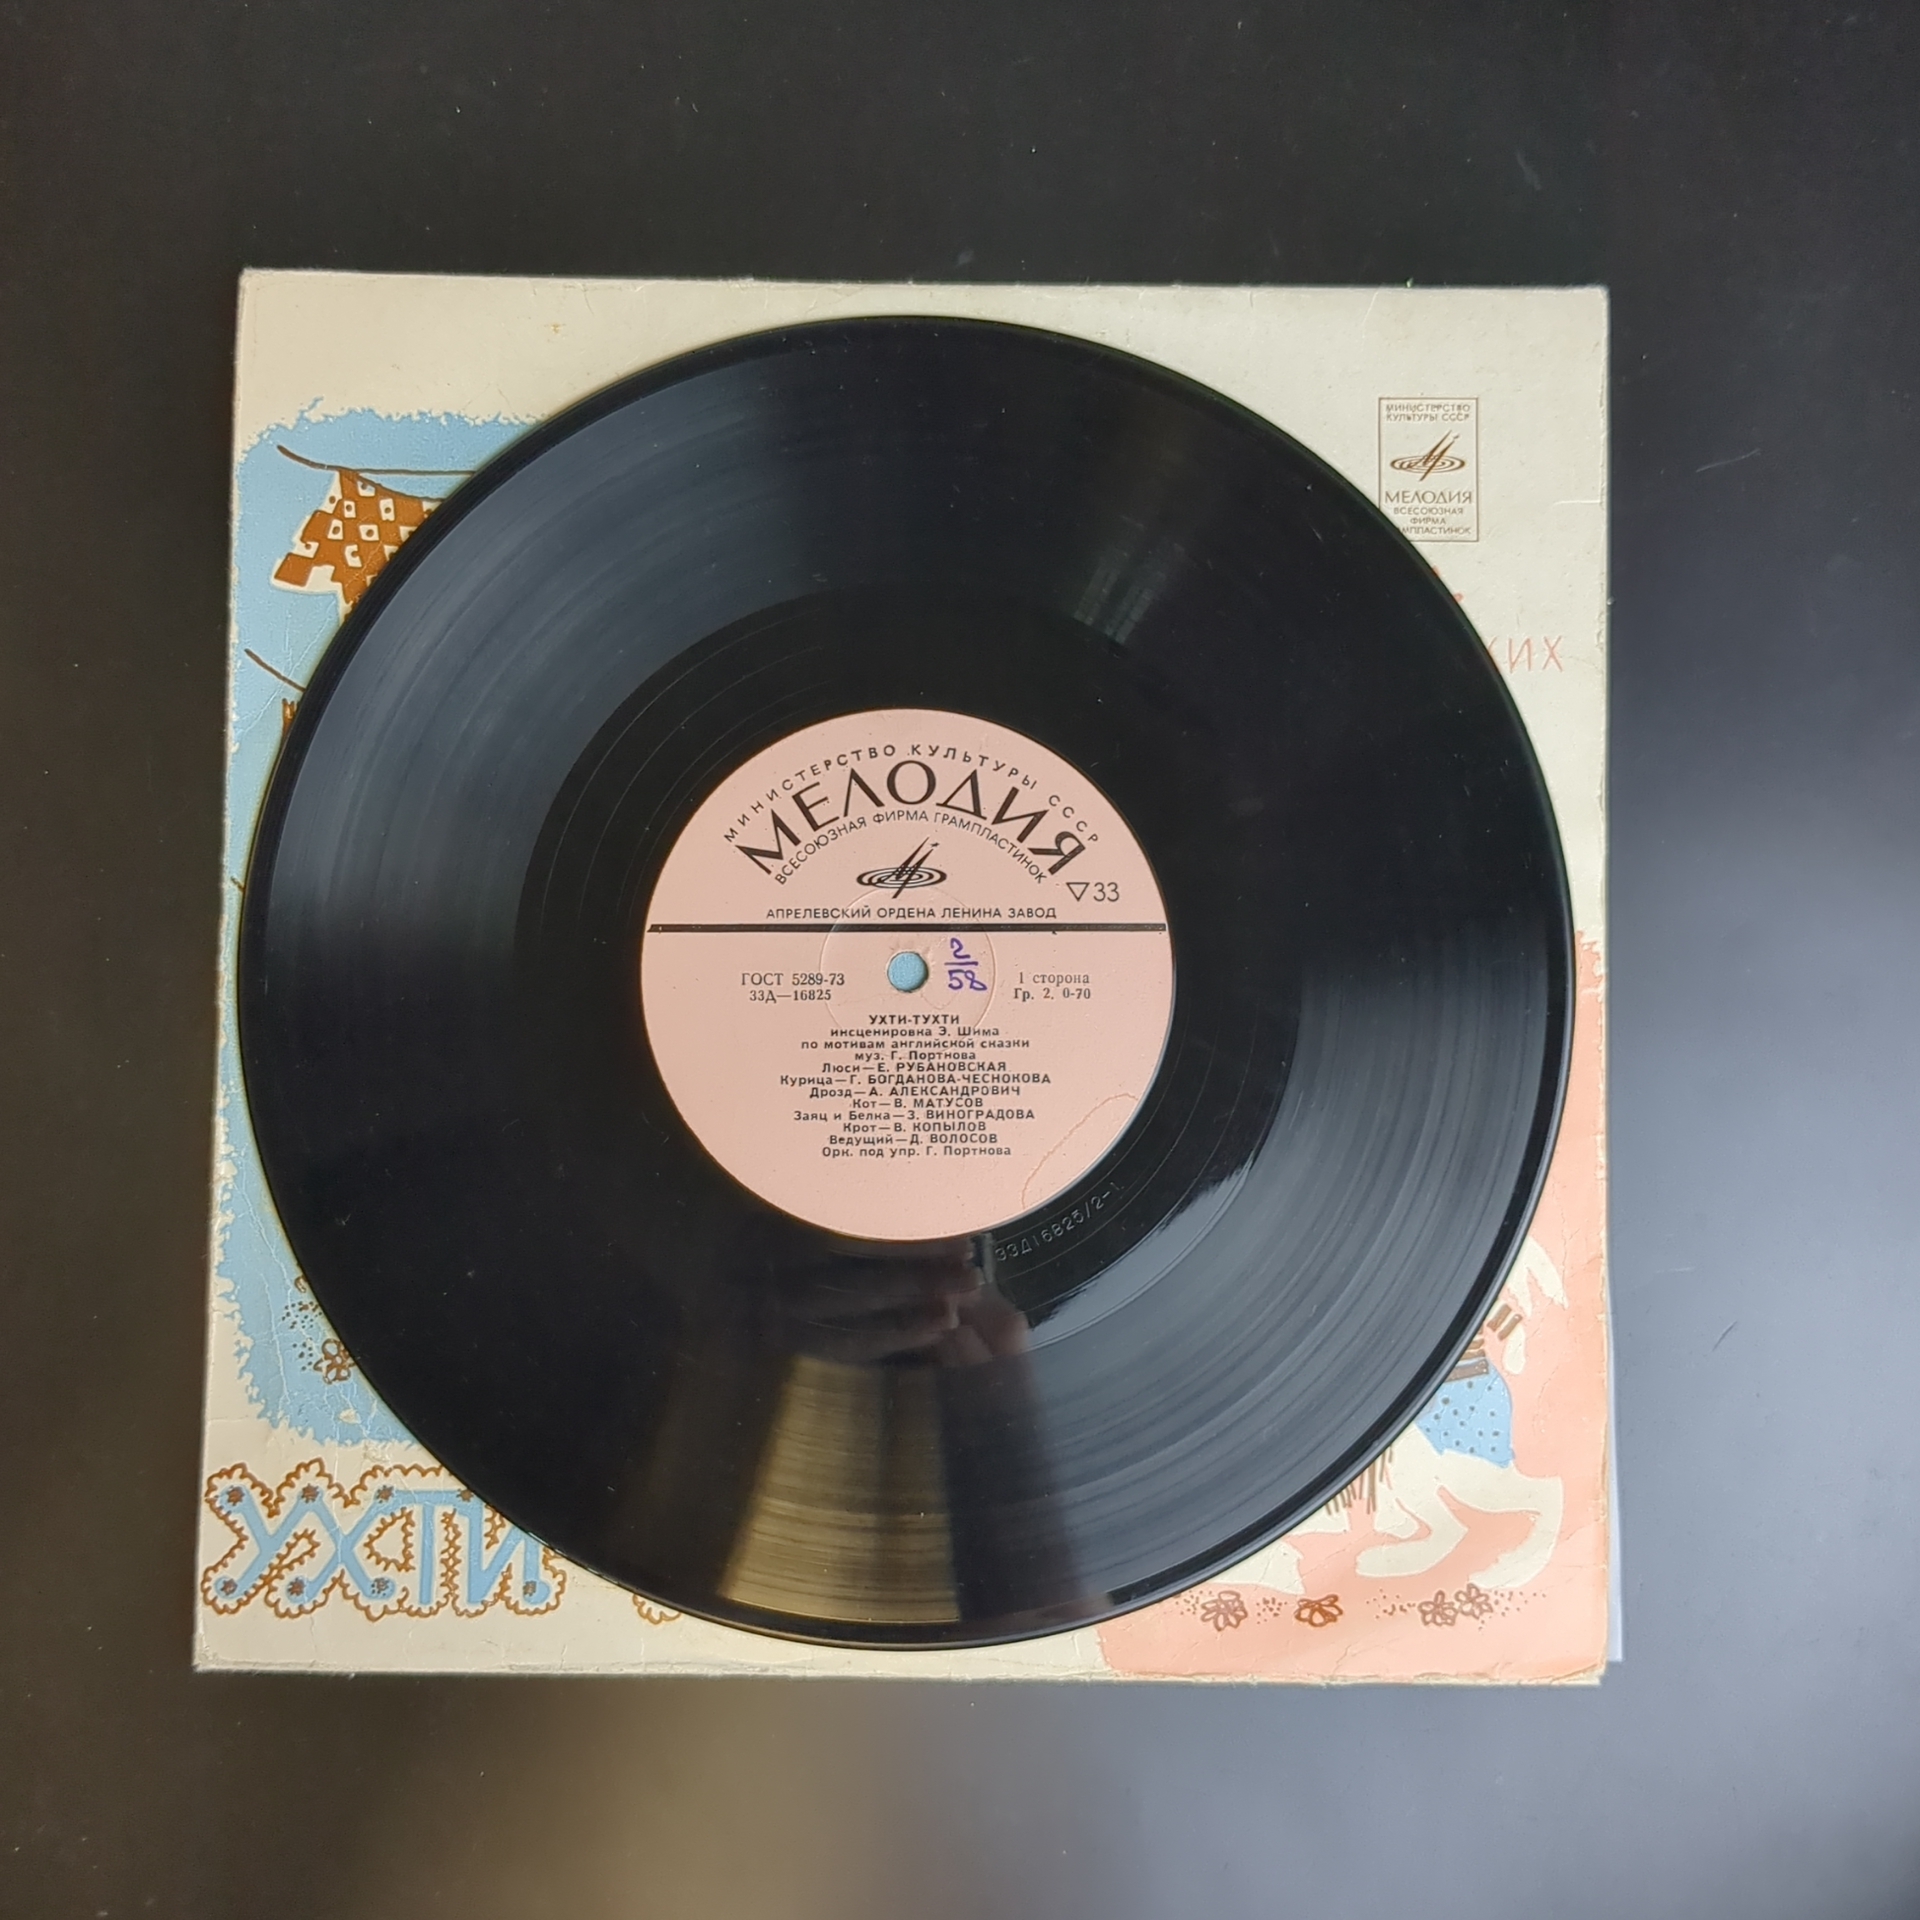 МИНИСТЕРСТВО
КУЛЬТУРЫ СССР
МЕЛОДИЯ
ВСЕСОЮЗНАЯ
ФИРМА
МПЛАСТИНОК
КИХ
МИНИСТЕРСТВО КУЛЬТУРЫ СССР
МЕЛОДИЯ
ВСЕСОЮЗНАЯ ФИРМА ГРАМПЛАСТИНОК
33
АПРЕЛЕВСКИЙ ОРДЕНА ЛЕНИНА ЗАВОД
2/58
ГОСТ 5289-73
33Д—16825
1 сторона
Гр. 2. 0-70
УХТИ-ТУХТИ
инсценировка Э. Шима
по мотивам английской сказки
муз. Г. Портнова
Люси—Е. РУБАНОВСКАЯ
Курица—Г. БОГДАНОВА-ЧЕСНОКОВА
Дрозд—А. АЛЕКСАНДРОВИЧ
Кот—В. МАТУСОВ
Заяц и Белка—З. ВИНОГРАДОВА
Крот—В. КОПЫЛОВ
Ведущий—Д. ВОЛОСОВ
Орк. под упр. Г. Портнова
33Д16825/2-1
УХТИ